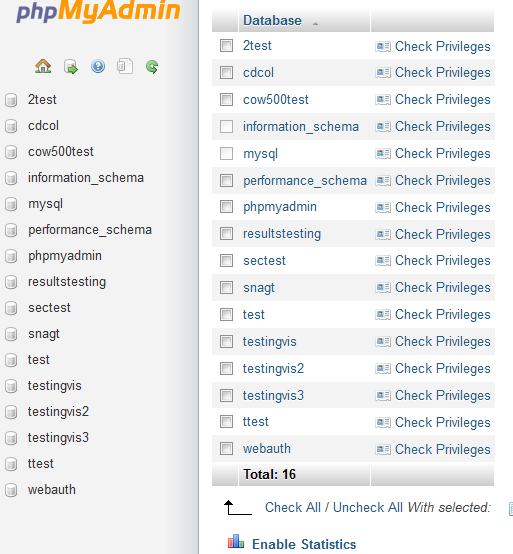 phpMyAdmin
2test
cdcol
cow500test
information_schema
mysql
performance_schema
phpmyadmin
resultstesting
sectest
snagt
test
testingvis
testingvis2
testingvis3
ttest
webauth
Database
2test Check Privileges
cdcol Check Privileges
cow500test Check Privileges
information_schema Check Privileges
mysql Check Privileges
performance_schema Check Privileges
phpmyadmin Check Privileges
resultstesting Check Privileges
sectest Check Privileges
snagt Check Privileges
test Check Privileges
testingvis Check Privileges
testingvis2 Check Privileges
testingvis3 Check Privileges
ttest Check Privileges
webauth Check Privileges
Total: 16
Check All / Uncheck All With selected:
Enable Statistics